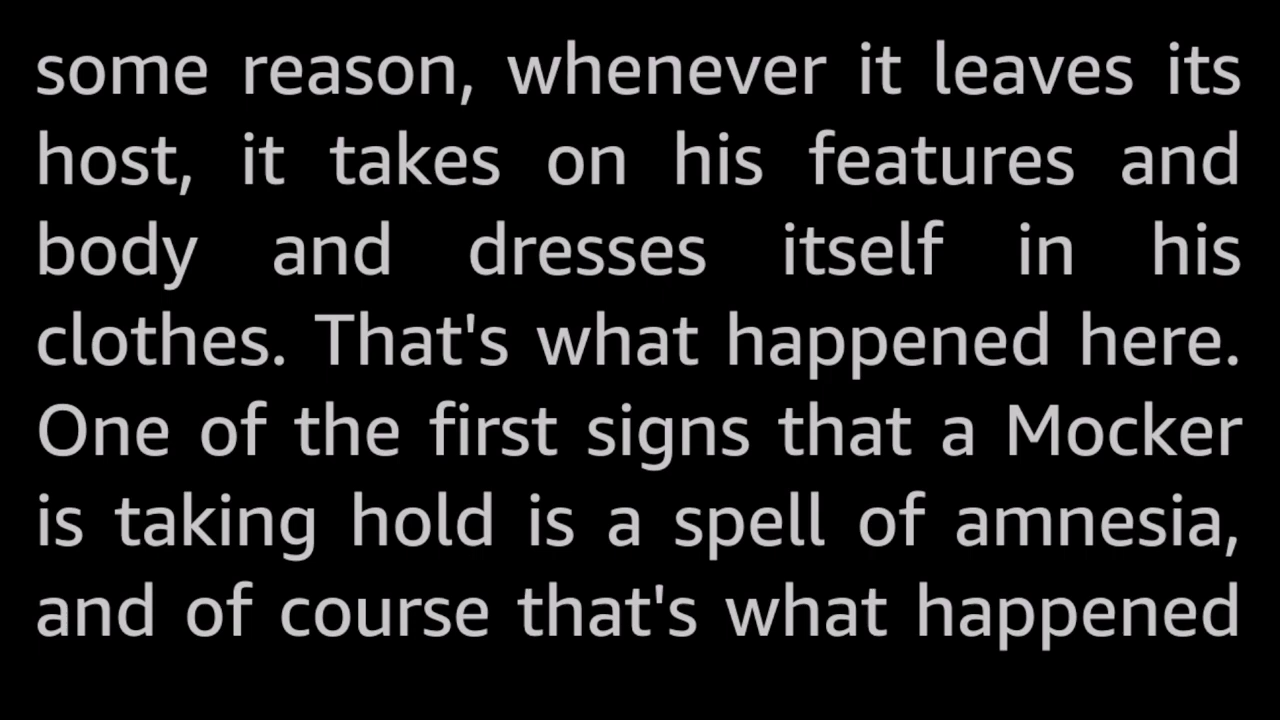 some reason, whenever it leaves its
host, it takes on his features and
body and dresses itself in his
clothes. That's what happened here.
One of the first signs that a Mocker
is taking hold is a spell of amnesia,
and of course that's what happened